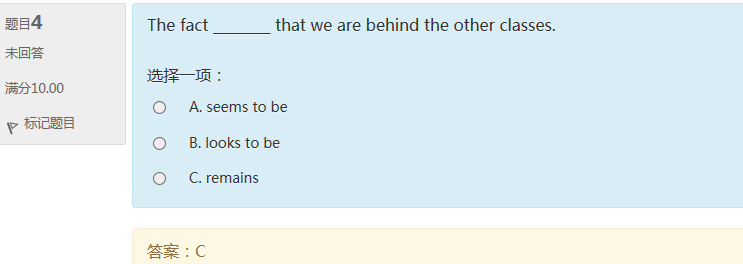 题目4
未回答
满分10.00
标记题目
The fact ________ that we are behind the other classes.
选择一项：
A. seems to be
B. looks to be
C. remains
答案：C